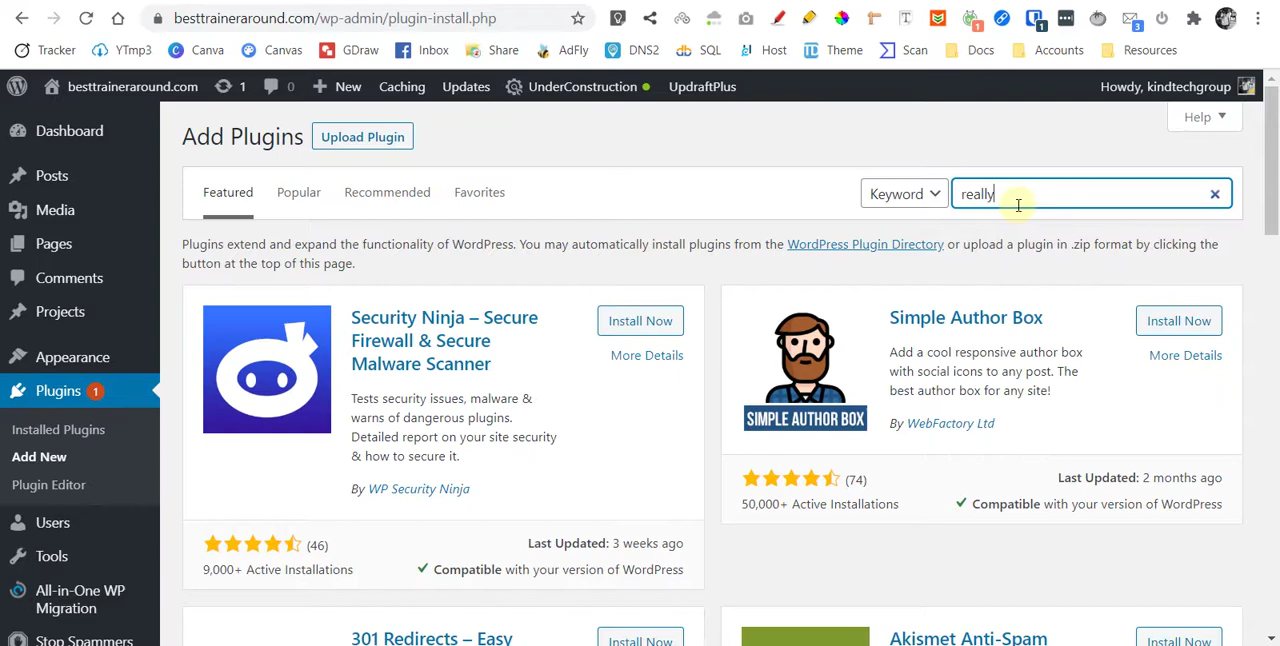 besttraineraround.com/wp-admin/plugin-install.php
1
1
3
Tracker
YTmp3
Canva
Canvas
GDraw
Inbox
Share
AdFly
DNS2
SQL
Host
Theme
Scan
Docs
Accounts
Resources
besttraineraround.com
1
0
New
Caching
Updates
UnderConstruction
UpdraftPlus
Howdy, kindtechgroup
Dashboard
Posts
Media
Pages
Comments
Projects
Appearance
Plugins 1
Installed Plugins
Add New
Plugin Editor
Users
Tools
All-in-One WP
Migration
Stop Spammers
Help
Add Plugins
Upload Plugin
Featured
Popular
Recommended
Favorites
Keyword
really
Plugins extend and expand the functionality of WordPress. You may automatically install plugins from the WordPress Plugin Directory or upload a plugin in .zip format by clicking the
button at the top of this page.
Security Ninja – Secure
Firewall & Secure
Malware Scanner
Install Now
More Details
Tests security issues, malware &
warns of dangerous plugins.
Detailed report on your site security
& how to secure it.
By WP Security Ninja
(46)
9,000+ Active Installations
Last Updated: 3 weeks ago
Compatible with your version of WordPress
SIMPLE AUTHOR BOX
Simple Author Box
Install Now
More Details
Add a cool responsive author box
with social icons to any post. The
best author box for any site!
By WebFactory Ltd
(74)
50,000+ Active Installations
Last Updated: 2 months ago
Compatible with your version of WordPress
301 Redirects – Easy
Install Now
Akismet Anti-Spam
Install Now